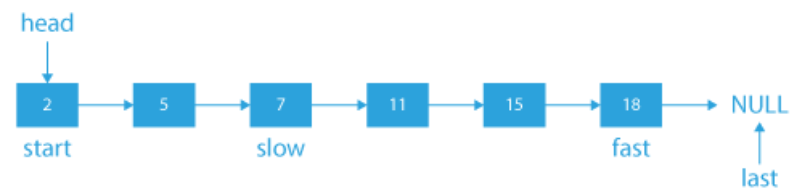 head
2 5 7 11 15 18 NULL
start slow fast
last